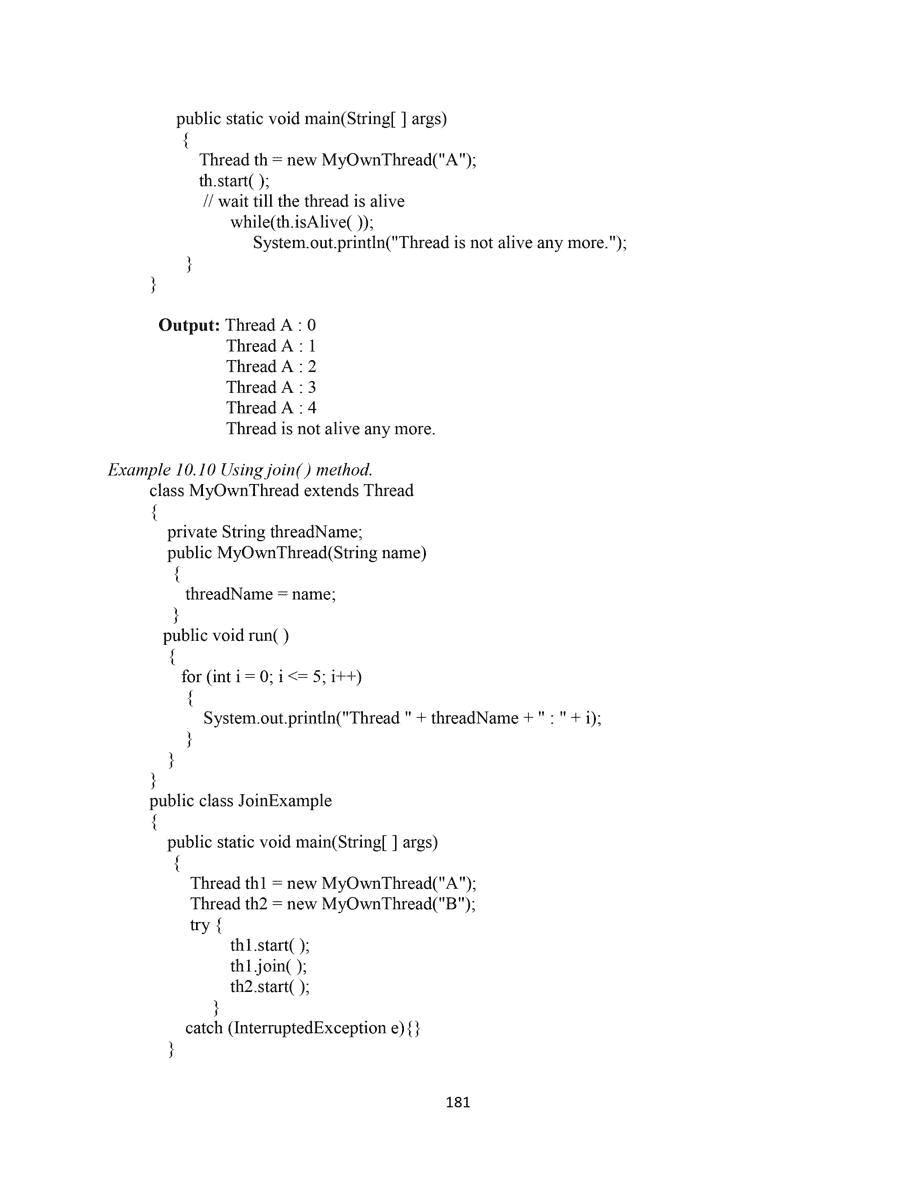 public static void main(String[ ] args)
{
Thread th = new MyOwnThread("A");
th.start( );
// wait till the thread is alive
while(th.isAlive( ));
System.out.println("Thread is not alive any more.");
}
}
Output: Thread A : 0
Thread A : 1
Thread A : 2
Thread A : 3
Thread A : 4
Thread is not alive any more.
Example 10.10 Using join( ) method.
class MyOwnThread extends Thread
{
private String threadName;
public MyOwnThread(String name)
{
threadName = name;
}
public void run( )
{
for (int i = 0; i <= 5; i++)
{
System.out.println("Thread " + threadName + " : " + i);
}
}
}
public class JoinExample
{
public static void main(String[ ] args)
{
Thread th1 = new MyOwnThread("A");
Thread th2 = new MyOwnThread("B");
try {
th1.start( );
th1.join( );
th2.start( );
}
catch (InterruptedException e){}
}
181